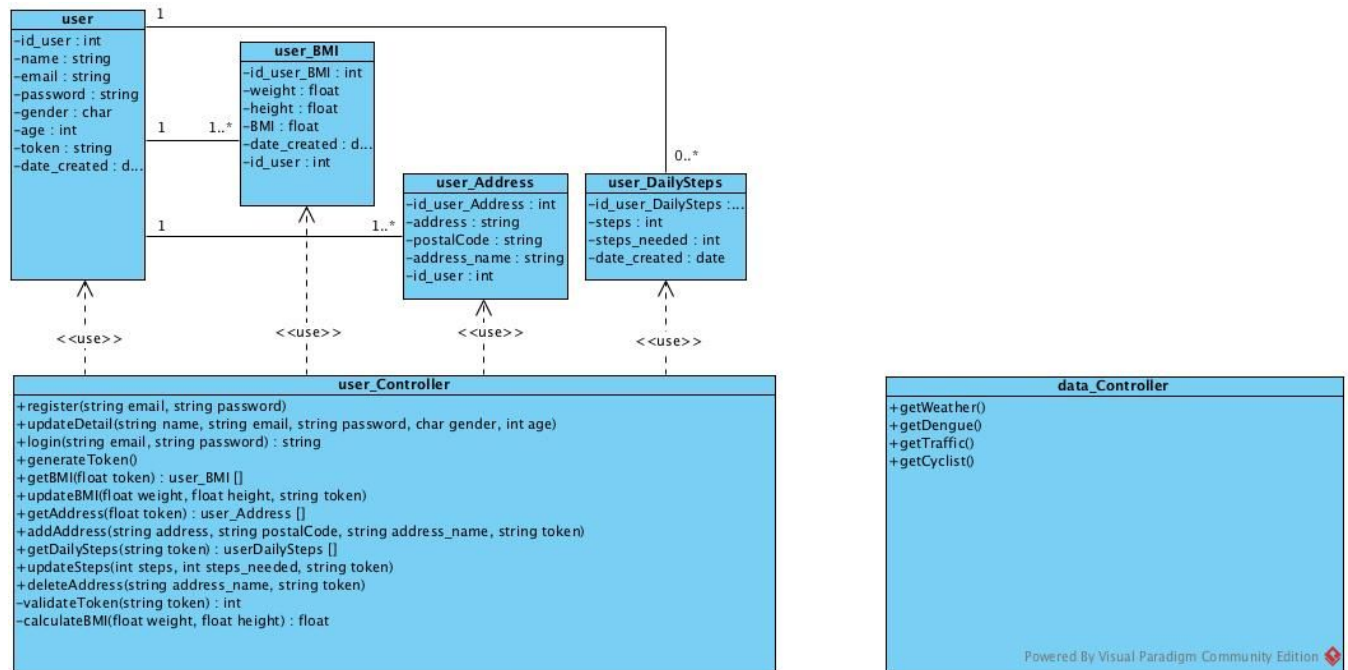 user
-id_user : int
-name : string
-email : string
-password : string
-gender : char
-age : int
-token : string
-date_created : d...
1
1
1..*
1
1..*
0..*
user_BMI
-id_user_BMI : int
-weight : float
-height : float
-BMI : float
-date_created : d...
-id_user : int
user_Address
-id_user_Address : int
-address : string
-postalCode : string
-address_name : string
-id_user : int
user_DailySteps
-id_user_DailySteps :...
-steps : int
-steps_needed : int
-date_created : date
<<use>>
<<use>>
<<use>>
<<use>>
user_Controller
+register(string email, string password)
+updateDetail(string name, string email, string password, char gender, int age)
+login(string email, string password) : string
+generateToken()
+getBMI(float token) : user_BMI []
+updateBMI(float weight, float height, string token)
+getAddress(float token) : user_Address []
+addAddress(string address, string postalCode, string address_name, string token)
+getDailySteps(string token) : userDailySteps []
+updateSteps(int steps, int steps_needed, string token)
+deleteAddress(string address_name, string token)
-validateToken(string token) : int
-calculateBMI(float weight, float height) : float
data_Controller
+getWeather()
+getDengue()
+getTraffic()
+getCyclist()
Powered By Visual Paradigm Community Edition